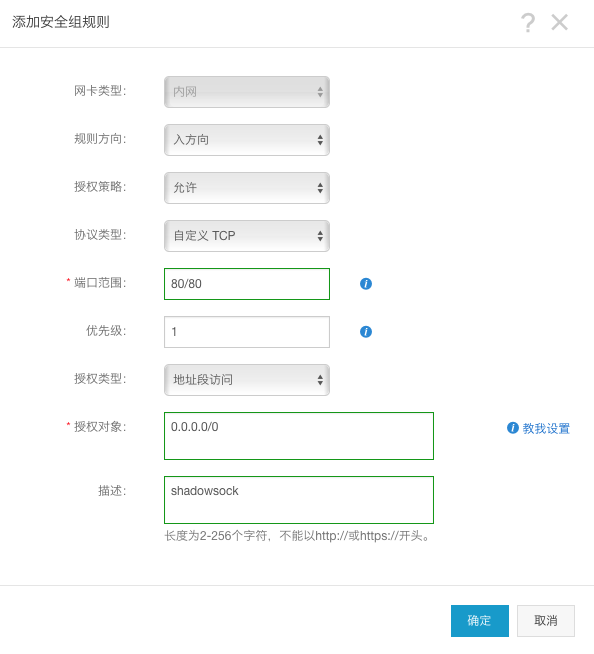 添加安全组规则
网卡类型: 内网
规则方向: 入方向
授权策略: 允许
协议类型: 自定义 TCP
* 端口范围: 80/80
优先级: 1
授权类型: 地址段访问
* 授权对象: 0.0.0.0/0 教我设置
描述: shadowsock
长度为2-256个字符，不能以http://或https://开头。
确定 取消